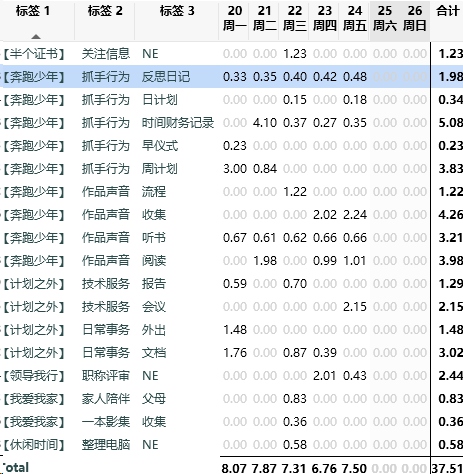 标签 1 标签 2 标签 3 20 21 22 23 24 25 26 合计
周一 周二 周三 周四 周五 周六 周日
【半个证书】 关注信息 NE 0.00 0.00 1.23 0.00 0.00 0.00 0.00 1.23
【奔跑少年】 抓手行为 反思日记 0.33 0.35 0.40 0.42 0.48 0.00 0.00 1.98
【奔跑少年】 抓手行为 日计划 0.00 0.00 0.15 0.00 0.18 0.00 0.00 0.34
【奔跑少年】 抓手行为 时间财务记录 0.00 4.10 0.37 0.27 0.35 0.00 0.00 5.08
【奔跑少年】 抓手行为 早仪式 0.23 0.00 0.00 0.00 0.00 0.00 0.00 0.23
【奔跑少年】 抓手行为 周计划 3.00 0.84 0.00 0.00 0.00 0.00 0.00 3.83
【奔跑少年】 作品声音 流程 0.00 0.00 1.22 0.00 0.00 0.00 0.00 1.22
【奔跑少年】 作品声音 收集 0.00 0.00 0.00 2.02 2.24 0.00 0.00 4.26
【奔跑少年】 作品声音 听书 0.67 0.61 0.62 0.66 0.66 0.00 0.00 3.21
【奔跑少年】 作品声音 阅读 0.00 1.98 0.00 0.99 1.01 0.00 0.00 3.98
【计划之外】 技术服务 报告 0.59 0.00 0.70 0.00 0.00 0.00 0.00 1.29
【计划之外】 技术服务 会议 0.00 0.00 0.00 0.00 2.15 0.00 0.00 2.15
【计划之外】 日常事务 外出 1.48 0.00 0.00 0.00 0.00 0.00 0.00 1.48
【计划之外】 日常事务 文档 1.76 0.00 0.87 0.39 0.00 0.00 0.00 3.02
【领导我行】 职称评审 NE 0.00 0.00 0.00 2.01 0.43 0.00 0.00 2.44
【我爱我家】 家人陪伴 父母 0.00 0.00 0.83 0.00 0.00 0.00 0.00 0.83
【我爱我家】 一本影集 收集 0.00 0.00 0.36 0.00 0.00 0.00 0.00 0.36
【休闲时间】 整理电脑 NE 0.00 0.00 0.58 0.00 0.00 0.00 0.00 0.58
Total 8.07 7.87 7.31 6.76 7.50 0.00 0.00 37.51